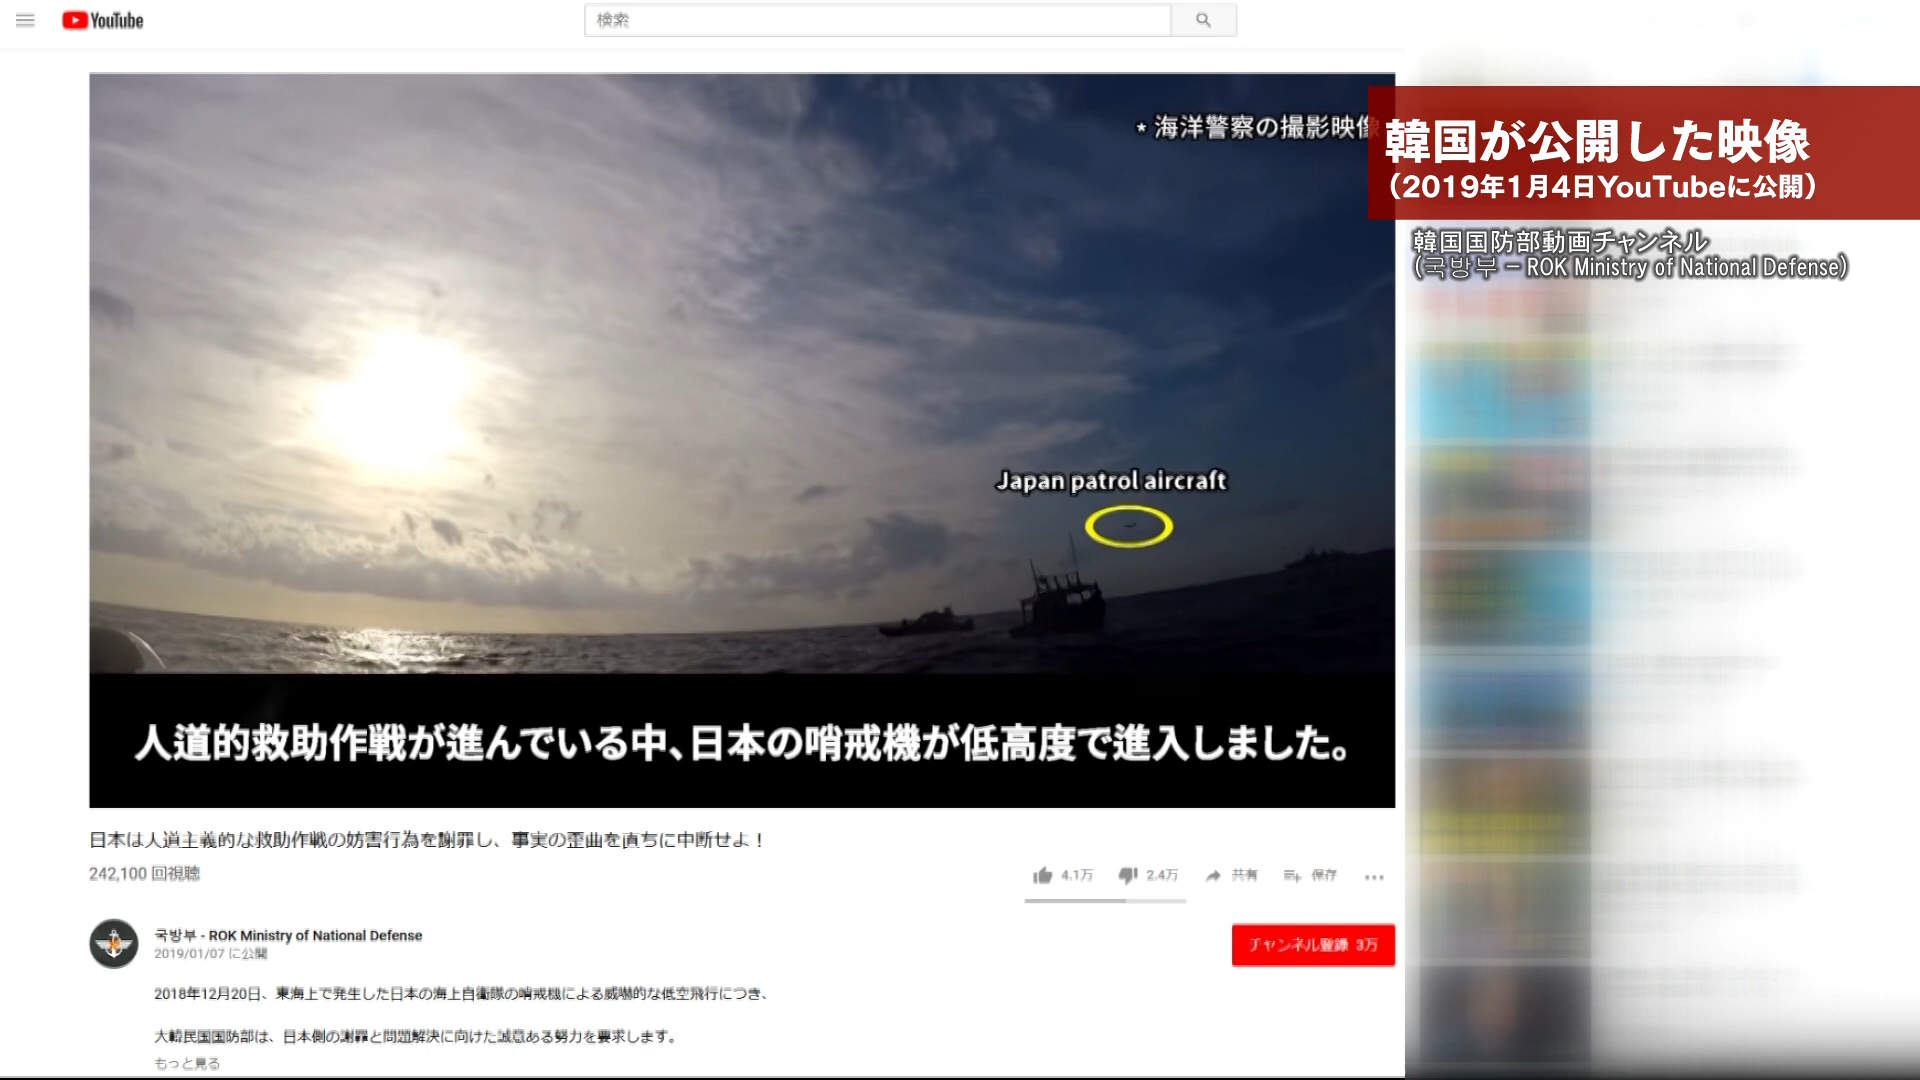 YouTube
検索
* 海洋警察の撮影映像
韓国が公開した映像
（2019年1月4日YouTubeに公開）
韓国国防部動画チャンネル
(국방부 – ROK Ministry of National Defense)
Japan patrol aircraft
人道的救助作戦が進んでいる中、日本の哨戒機が低高度で進入しました。
日本は人道主義的な救助作戦の妨害行為を謝罪し、事実の歪曲を直ちに中断せよ！
242,100 回視聴
4.1万 2.4万 共有 保存
국방부 - ROK Ministry of National Defense
2019/01/07 に公開
チャンネル登録 3万
2018年12月20日、東海上で発生した日本の海上自衛隊の哨戒機による威嚇的な低空飛行につき、
大韓民国国防部は、日本側の謝罪と問題解決に向けた誠意ある努力を要求します。
もっと見る